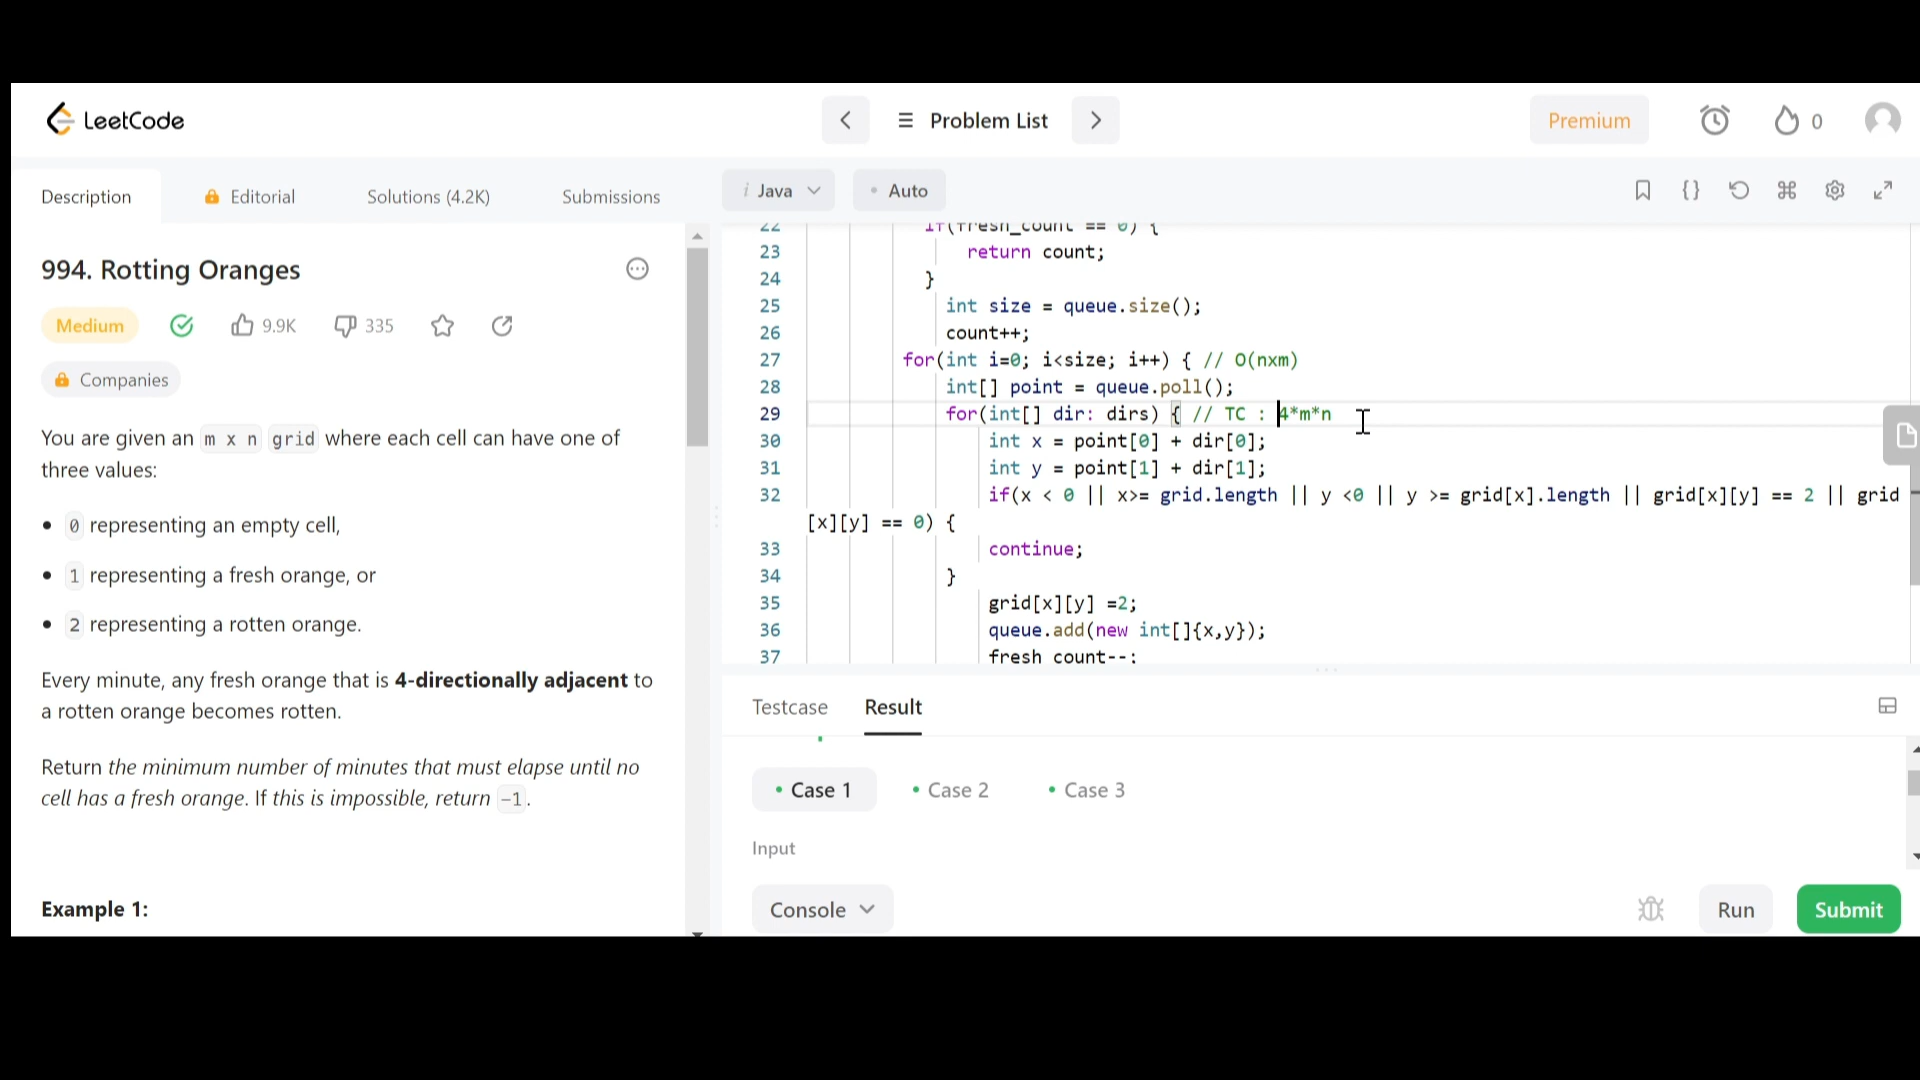 LeetCode
Problem List
Premium
0
Description
Editorial
Solutions (4.2K)
Submissions
i Java
Auto
994. Rotting Oranges
Medium
9.9K
335
Companies
You are given an m x n grid where each cell can have one of
three values:
0 representing an empty cell,
1 representing a fresh orange, or
2 representing a rotten orange.
Every minute, any fresh orange that is 4-directionally adjacent to
a rotten orange becomes rotten.
Return the minimum number of minutes that must elapse until no
cell has a fresh orange. If this is impossible, return -1.
Example 1:
22 if(fresh_count == 0) {
23 return count;
24 }
25 int size = queue.size();
26 count++;
27 for(int i=0; i<size; i++) { // O(nxm)
28 int[] point = queue.poll();
29 for(int[] dir: dirs) { // TC : 4*m*n
30 int x = point[0] + dir[0];
31 int y = point[1] + dir[1];
32 if(x < 0 || x>= grid.length || y <0 || y >= grid[x].length || grid[x][y] == 2 || grid
[x][y] == 0) {
33 continue;
34 }
35 grid[x][y] =2;
36 queue.add(new int[]{x,y});
37 fresh_count--;
Testcase
Result
Case 1
Case 2
Case 3
Input
Console
Run
Submit